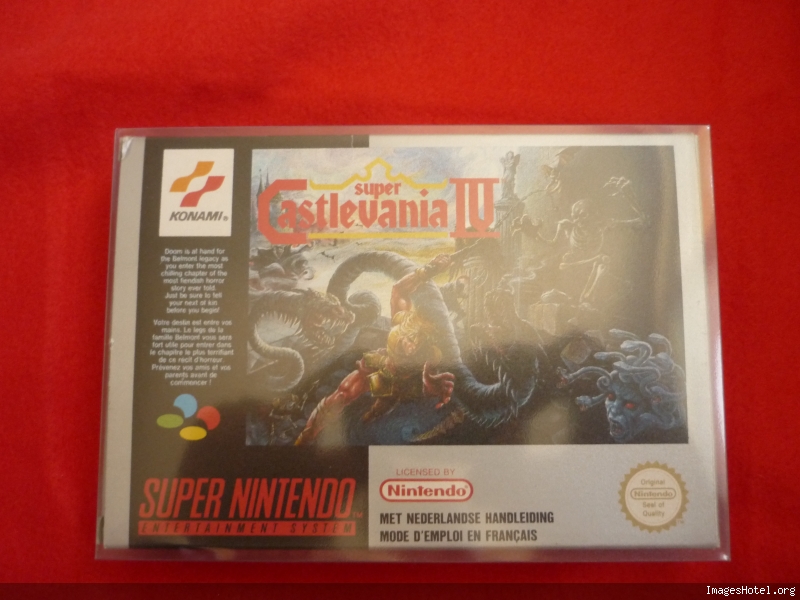 KONAMI®
super
Castlevania IV
Doom is at hand for
the Belmont legacy as
you enter the most
chilling chapter of the
most fiendish horror
story ever told.
Just be sure to tell
your next of kin
before you begin!
Votre destin est entre vos
mains. Le legs de la
famille Belmont vous sera
fort utile pour entrer dans
le chapitre le plus terrifiant
de ce récit d'horreur.
Prévenez vos amis et vos
parents avant de
commencer!
SUPER NINTENDO™
ENTERTAINMENT SYSTEM
LICENSED BY
Nintendo®
MET NEDERLANDSE HANDLEIDING
MODE D'EMPLOI EN FRANÇAIS
Original
Nintendo
Seal of
Quality
ImagesHotel.org